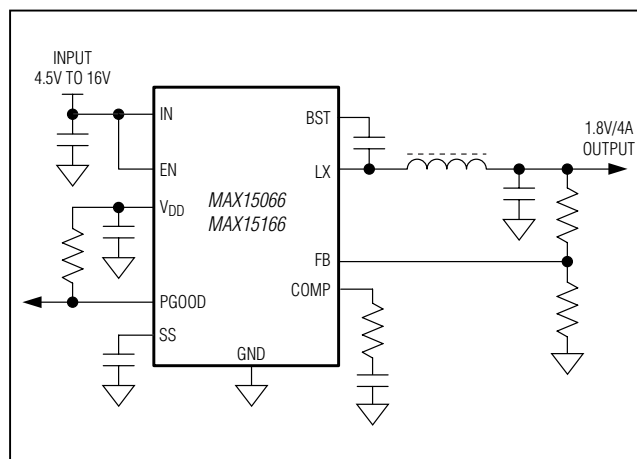 INPUT
4.5V TO 16V
IN
EN
VDD
PGOOD
SS
GND
MAX15066
MAX15166
BST
LX
FB
COMP
1.8V/4A
OUTPUT